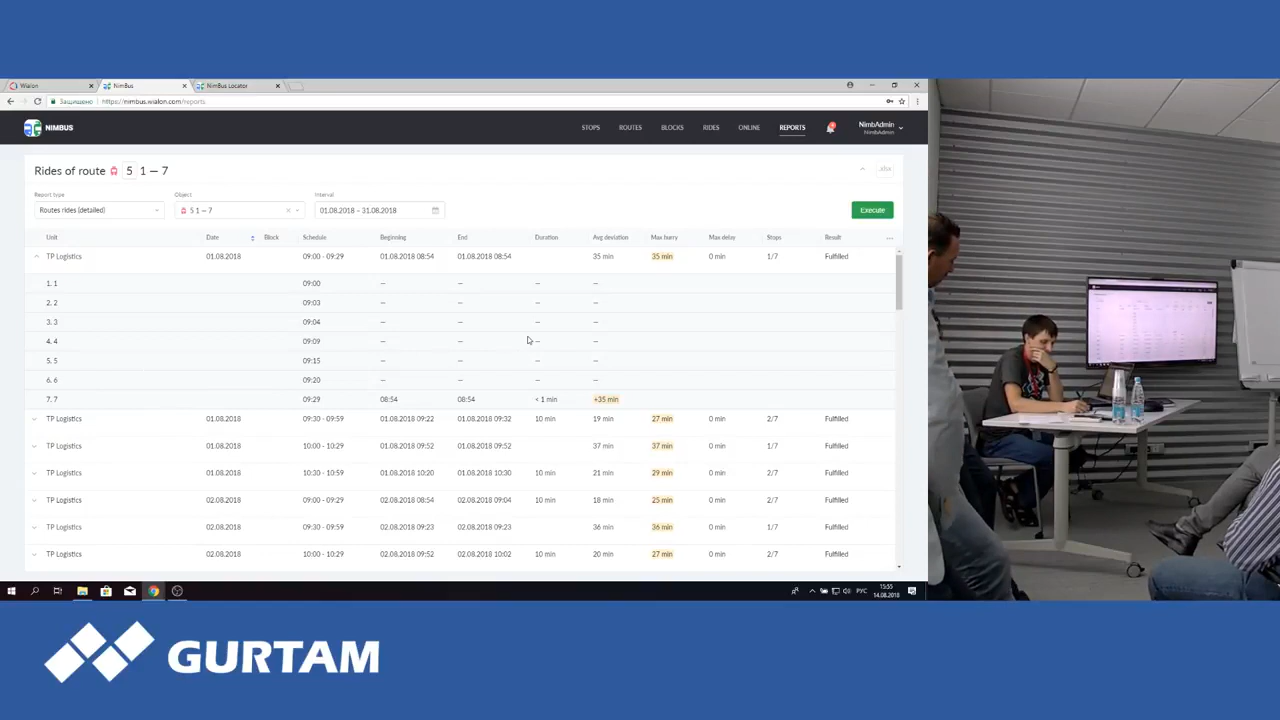 Wialon
NimBus
NimBus Locator
Защищено https://nimbus.wialon.com/reports
NIMBUS
STOPS ROUTES BLOCKS RIDES ONLINE REPORTS
NimbAdmin
NimbAdmin
Rides of route 5 1 — 7
.xlsx
Report type Object Interval
Routes rides (detailed) 5 1 — 7 01.08.2018 – 31.08.2018 Execute
Unit Date Block Schedule Beginning End Duration Avg deviation Max hurry Max delay Stops Result
TP Logistics 01.08.2018 09:00 - 09:29 01.08.2018 08:54 01.08.2018 08:54 35 min 35 min 0 min 1/7 Fulfilled
1. 1 09:00 — — — —
2. 2 09:03 — — — —
3. 3 09:04 — — — —
4. 4 09:09 — — — —
5. 5 09:15 — — — —
6. 6 09:20 — — — —
7. 7 09:29 08:54 08:54 < 1 min +35 min
TP Logistics 01.08.2018 09:30 - 09:59 01.08.2018 09:22 01.08.2018 09:32 10 min 19 min 27 min 0 min 2/7 Fulfilled
TP Logistics 01.08.2018 10:00 - 10:29 01.08.2018 09:52 01.08.2018 09:52 37 min 37 min 0 min 1/7 Fulfilled
TP Logistics 01.08.2018 10:30 - 10:59 01.08.2018 10:20 01.08.2018 10:30 10 min 21 min 29 min 0 min 2/7 Fulfilled
TP Logistics 02.08.2018 09:00 - 09:29 02.08.2018 08:54 02.08.2018 09:04 10 min 18 min 25 min 0 min 2/7 Fulfilled
TP Logistics 02.08.2018 09:30 - 09:59 02.08.2018 09:23 02.08.2018 09:23 36 min 36 min 0 min 1/7 Fulfilled
TP Logistics 02.08.2018 10:00 - 10:29 02.08.2018 09:52 02.08.2018 10:02 10 min 20 min 27 min 0 min 2/7 Fulfilled
РУС
15:55
14.08.2018
GURTAM